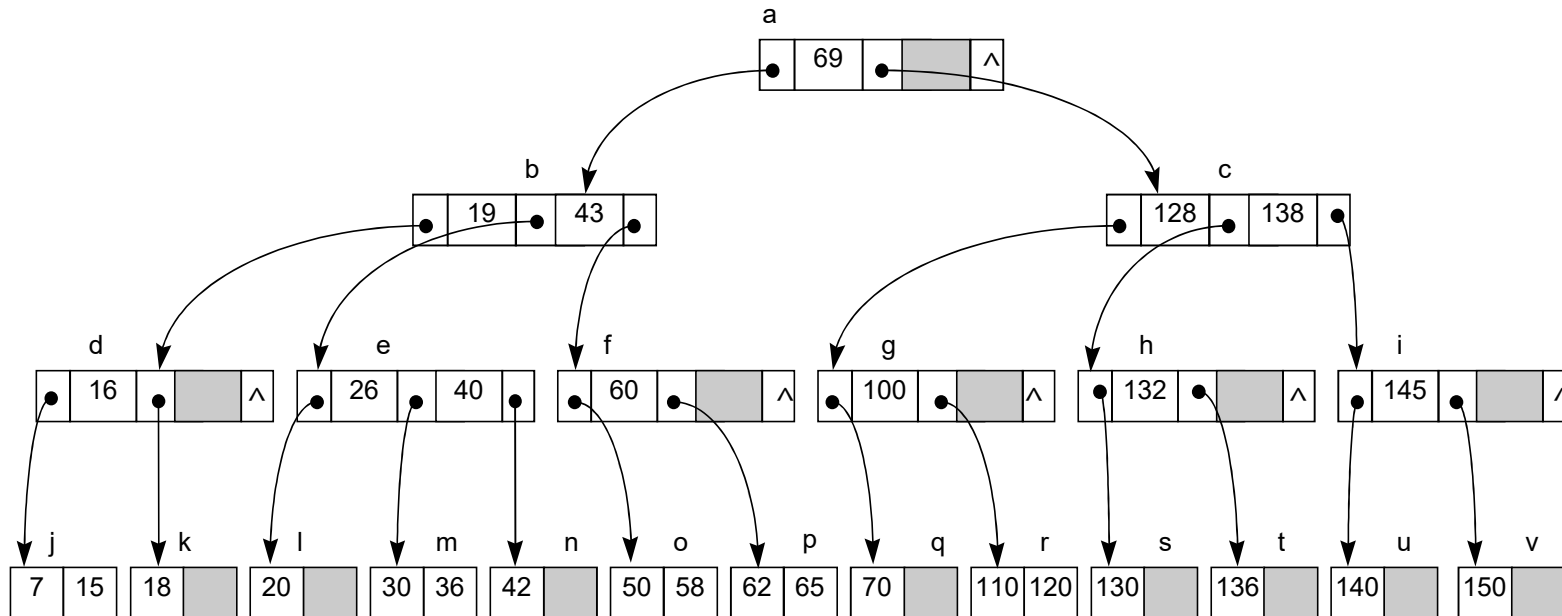 a
69 ^
b c
19 43 128 138
d e f g h i
16 ^ 26 40 60 ^ 100 ^ 132 ^ 145 ^
j k l m n o p q r s t u v
7 15 18 20 30 36 42 50 58 62 65 70 110 120 130 136 140 150